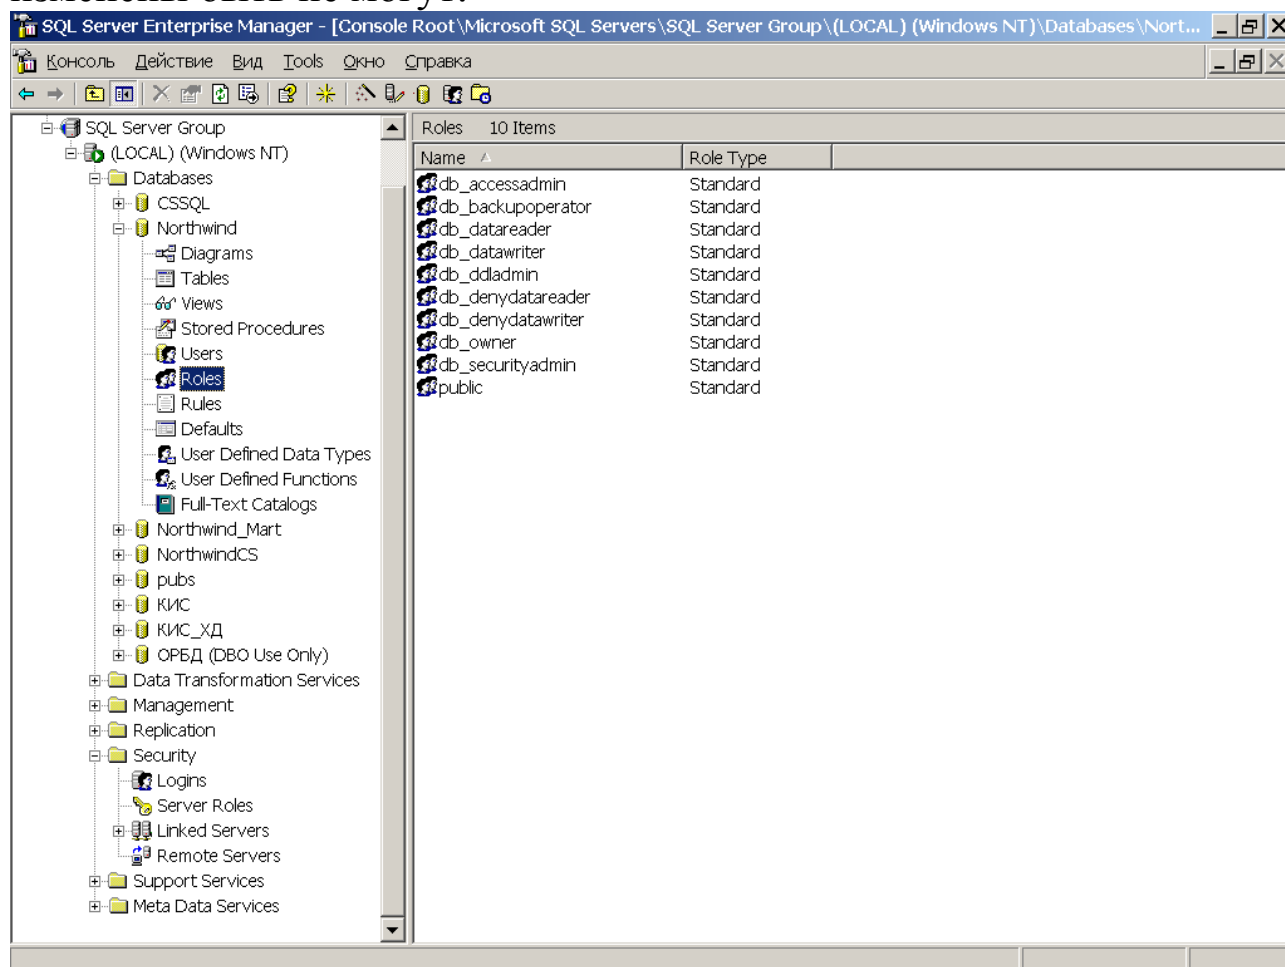 изменены быть не могут.
SQL Server Enterprise Manager - [Console Root\Microsoft SQL Servers\SQL Server Group\(LOCAL) (Windows NT)\Databases\Nort...
Консоль Действие Вид Tools Окно Справка
SQL Server Group
(LOCAL) (Windows NT)
Databases
CSSQL
Northwind
Diagrams
Tables
Views
Stored Procedures
Users
Roles
Rules
Defaults
User Defined Data Types
User Defined Functions
Full-Text Catalogs
Northwind_Mart
NorthwindCS
pubs
КИС
КИС_ХД
ОРБД (DBO Use Only)
Data Transformation Services
Management
Replication
Security
Logins
Server Roles
Linked Servers
Remote Servers
Support Services
Meta Data Services
Roles 10 Items
Name Role Type
db_accessadmin Standard
db_backupoperator Standard
db_datareader Standard
db_datawriter Standard
db_ddladmin Standard
db_denydatareader Standard
db_denydatawriter Standard
db_owner Standard
db_securityadmin Standard
public Standard